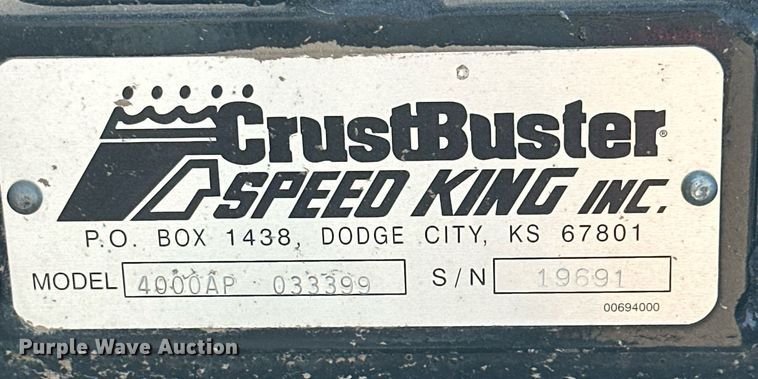 CrustBuster®
SPEED KING INC.
P.O. BOX 1438, DODGE CITY, KS 67801
MODEL 4000AP 033399 S/N 19691
00694000
Purple Wave Auction